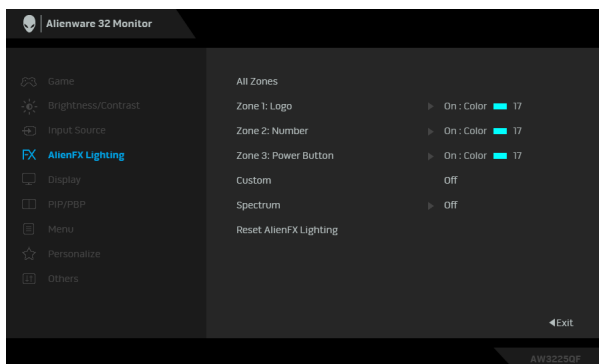 Alienware 32 Monitor
Game
Brightness/Contrast
Input Source
FX AlienFX Lighting
Display
PIP/PBP
Menu
Personalize
Others
All Zones
Zone 1: Logo On : Color 17
Zone 2: Number On : Color 17
Zone 3: Power Button On : Color 17
Custom Off
Spectrum Off
Reset AlienFX Lighting
Exit
AW3225QF